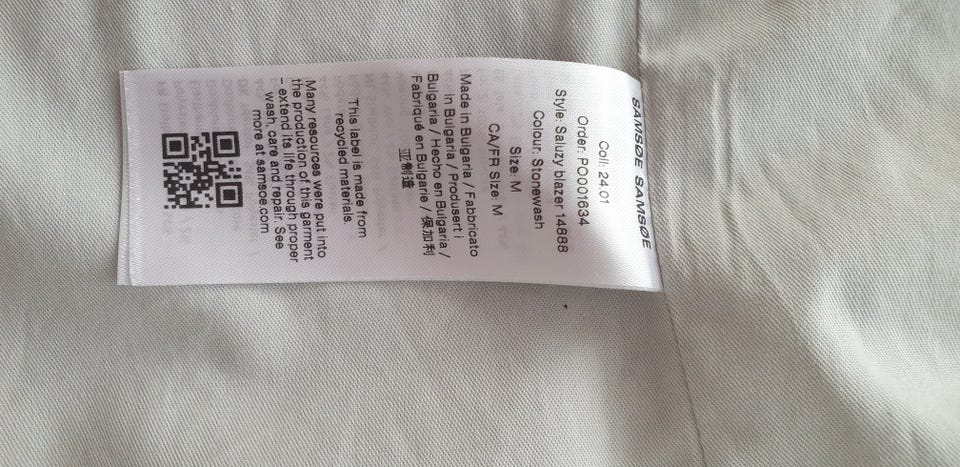 SAMSØE SAMSØE
Coll: 24.01
Order: PO001634
Style: Saluzy blazer 14888
Colour: Stonewash
Size: M
CA/FR Size: M
Made in Bulgaria / Fabbricato
in Bulgaria / Produsert i
Bulgaria / Hecho en Bulgaria /
Fabriqué en Bulgarie / 保加利
亚制造
This label is made from
recycled materials.
Many resources were put into
the production of this garment
- extend its life through proper
wash, care and repair. See
more at samsoe.com